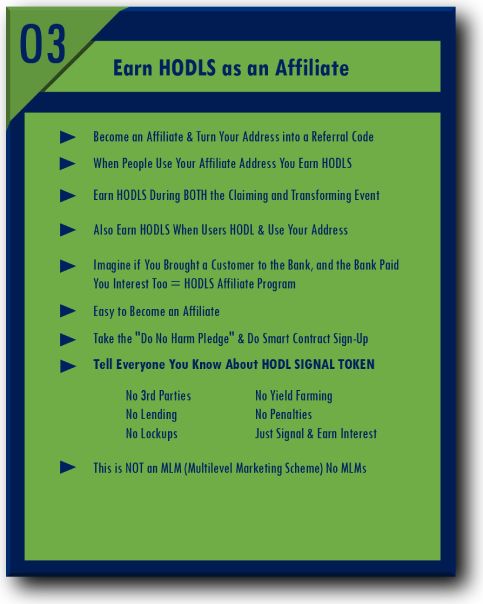 03
Earn HODLS as an Affiliate
Become an Affiliate & Turn Your Address into a Referral Code
When People Use Your Affiliate Address You Earn HODLS
Earn HODLS During BOTH the Claiming and Transforming Event
Also Earn HODLS When Users HODL & Use Your Address
Imagine if You Brought a Customer to the Bank, and the Bank Paid
You Interest Too = HODLS Affiliate Program
Easy to Become an Affiliate
Take the "Do No Harm Pledge" & Do Smart Contract Sign-Up
Tell Everyone You Know About HODL SIGNAL TOKEN
No 3rd Parties No Yield Farming
No Lending No Penalties
No Lockups Just Signal & Earn Interest
This is NOT an MLM (Multilevel Marketing Scheme) No MLMs